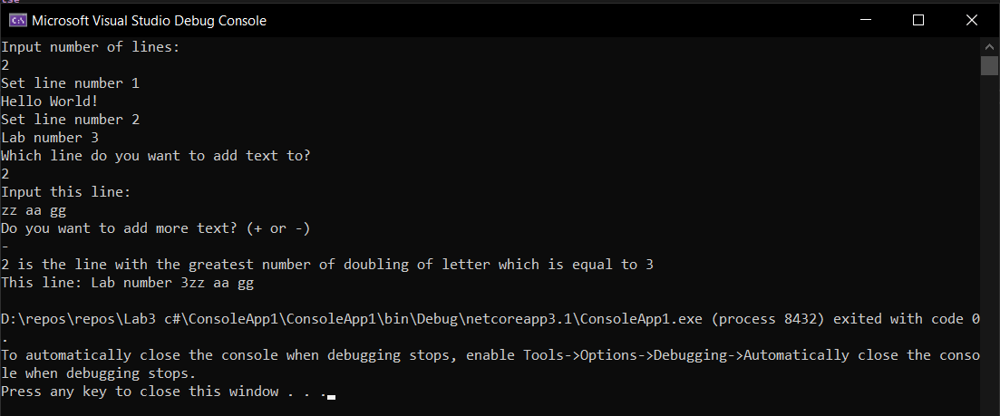 Microsoft Visual Studio Debug Console
Input number of lines:
2
Set line number 1
Hello World!
Set line number 2
Lab number 3
Which line do you want to add text to?
2
Input this line:
zz aa gg
Do you want to add more text? (+ or -)
-
2 is the line with the greatest number of doubling of letter which is equal to 3
This line: Lab number 3zz aa gg
D:\repos\repos\Lab3 c#\ConsoleApp1\ConsoleApp1\bin\Debug\netcoreapp3.1\ConsoleApp1.exe (process 8432) exited with code 0
.
To automatically close the console when debugging stops, enable Tools->Options->Debugging->Automatically close the conso
le when debugging stops.
Press any key to close this window . . .